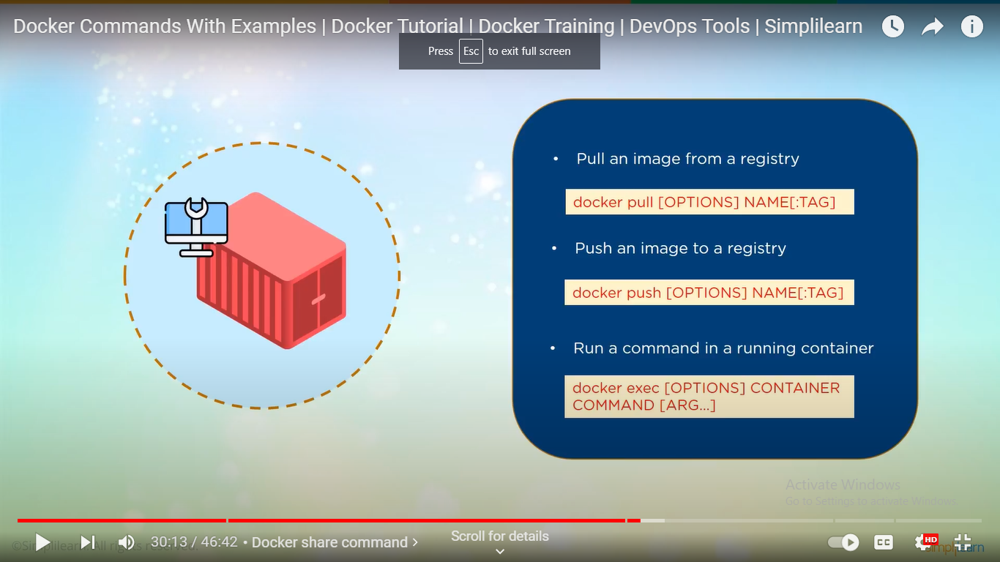 Docker Commands With Examples | Docker Tutorial | Docker Training | DevOps Tools | Simplilearn
Press Esc to exit full screen
• Pull an image from a registry
docker pull [OPTIONS] NAME[:TAG]
• Push an image to a registry
docker push [OPTIONS] NAME[:TAG]
• Run a command in a running container
docker exec [OPTIONS] CONTAINER
COMMAND [ARG...]
Activate Windows
Go to Settings to activate Windows.
Scroll for details
30:13 / 46:42 • Docker share command
CC
HD
©Simplilearn. All rights reserved.
simplilearn